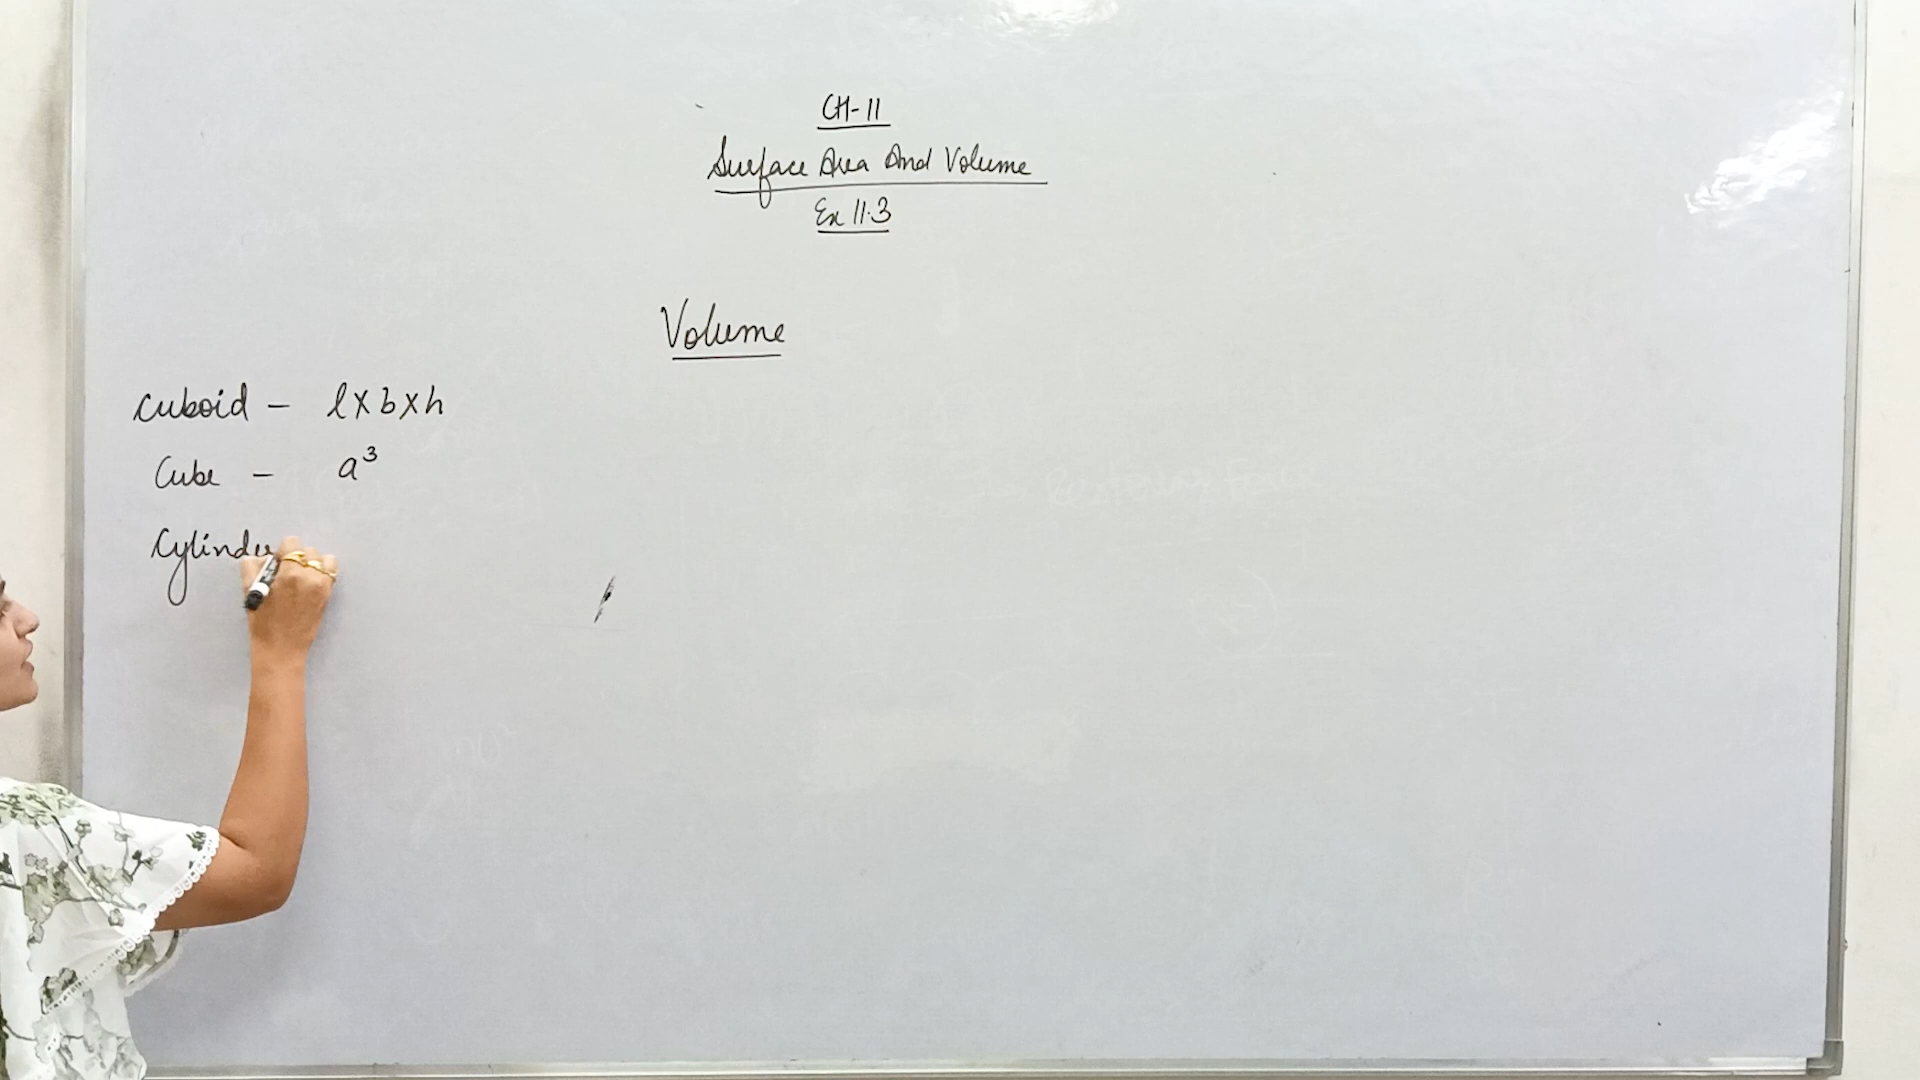 CH-11
Surface Area And Volume
Ex 11.3
Volume
Cuboid - l x b x h
Cube - a³
Cylinder